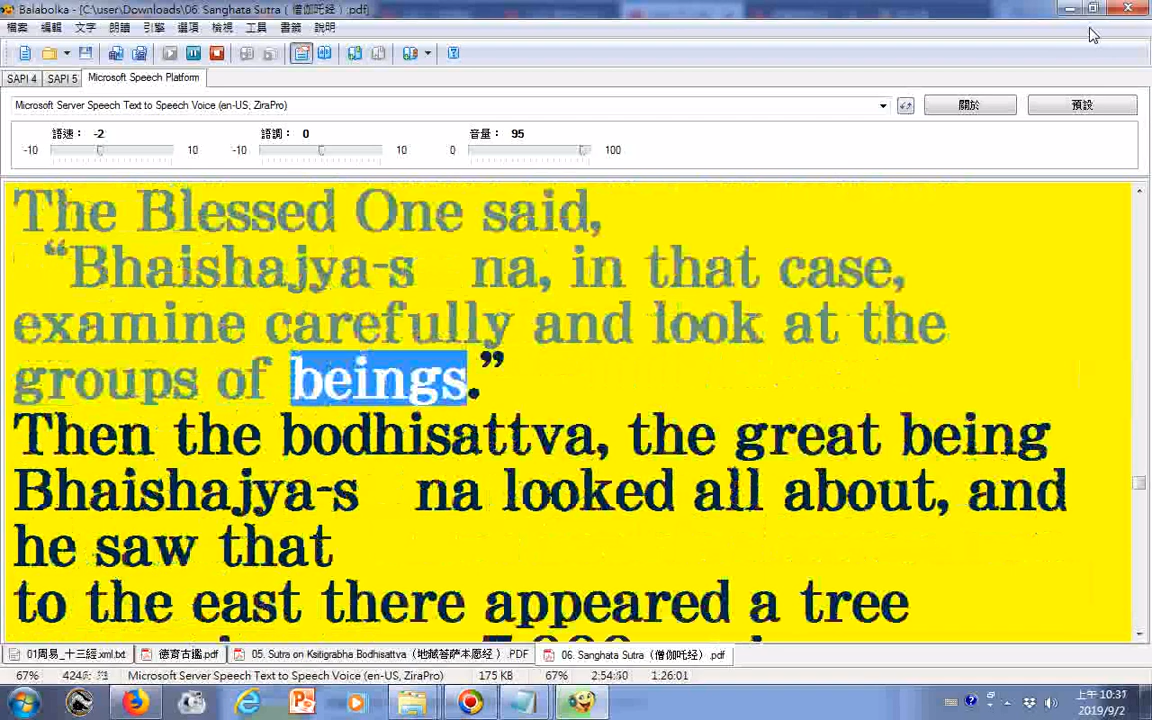 Balabolka - [C:\user\Downloads\06. Sanghata Sutra（僧伽吒经）.pdf]
檔案 編輯 文字 朗讀 引擎 選項 檢視 工具 書籤 說明
SAPI 4 SAPI 5 Microsoft Speech Platform
Microsoft Server Speech Text to Speech Voice (en-US, ZiraPro) 關於 預設
語速： -2 語調： 0 音量： 95
-10 10 -10 10 0 100
The Blessed One said,
“Bhaishajya-s na, in that case,
examine carefully and look at the
groups of beings.”
Then the bodhisattva, the great being
Bhaishajya-s na looked all about, and
he saw that
to the east there appeared a tree
01周易_十三經.xml.txt 德育古鑑.pdf 05. Sutra on Ksitigrabha Bodhisattva（地藏菩萨本愿经）.PDF 06. Sanghata Sutra（僧伽吒经）.pdf
67% Microsoft Server Speech Text to Speech Voice (en-US, ZiraPro) 175 KB 67% 1:26:01
上午 10:31
2019/9/2